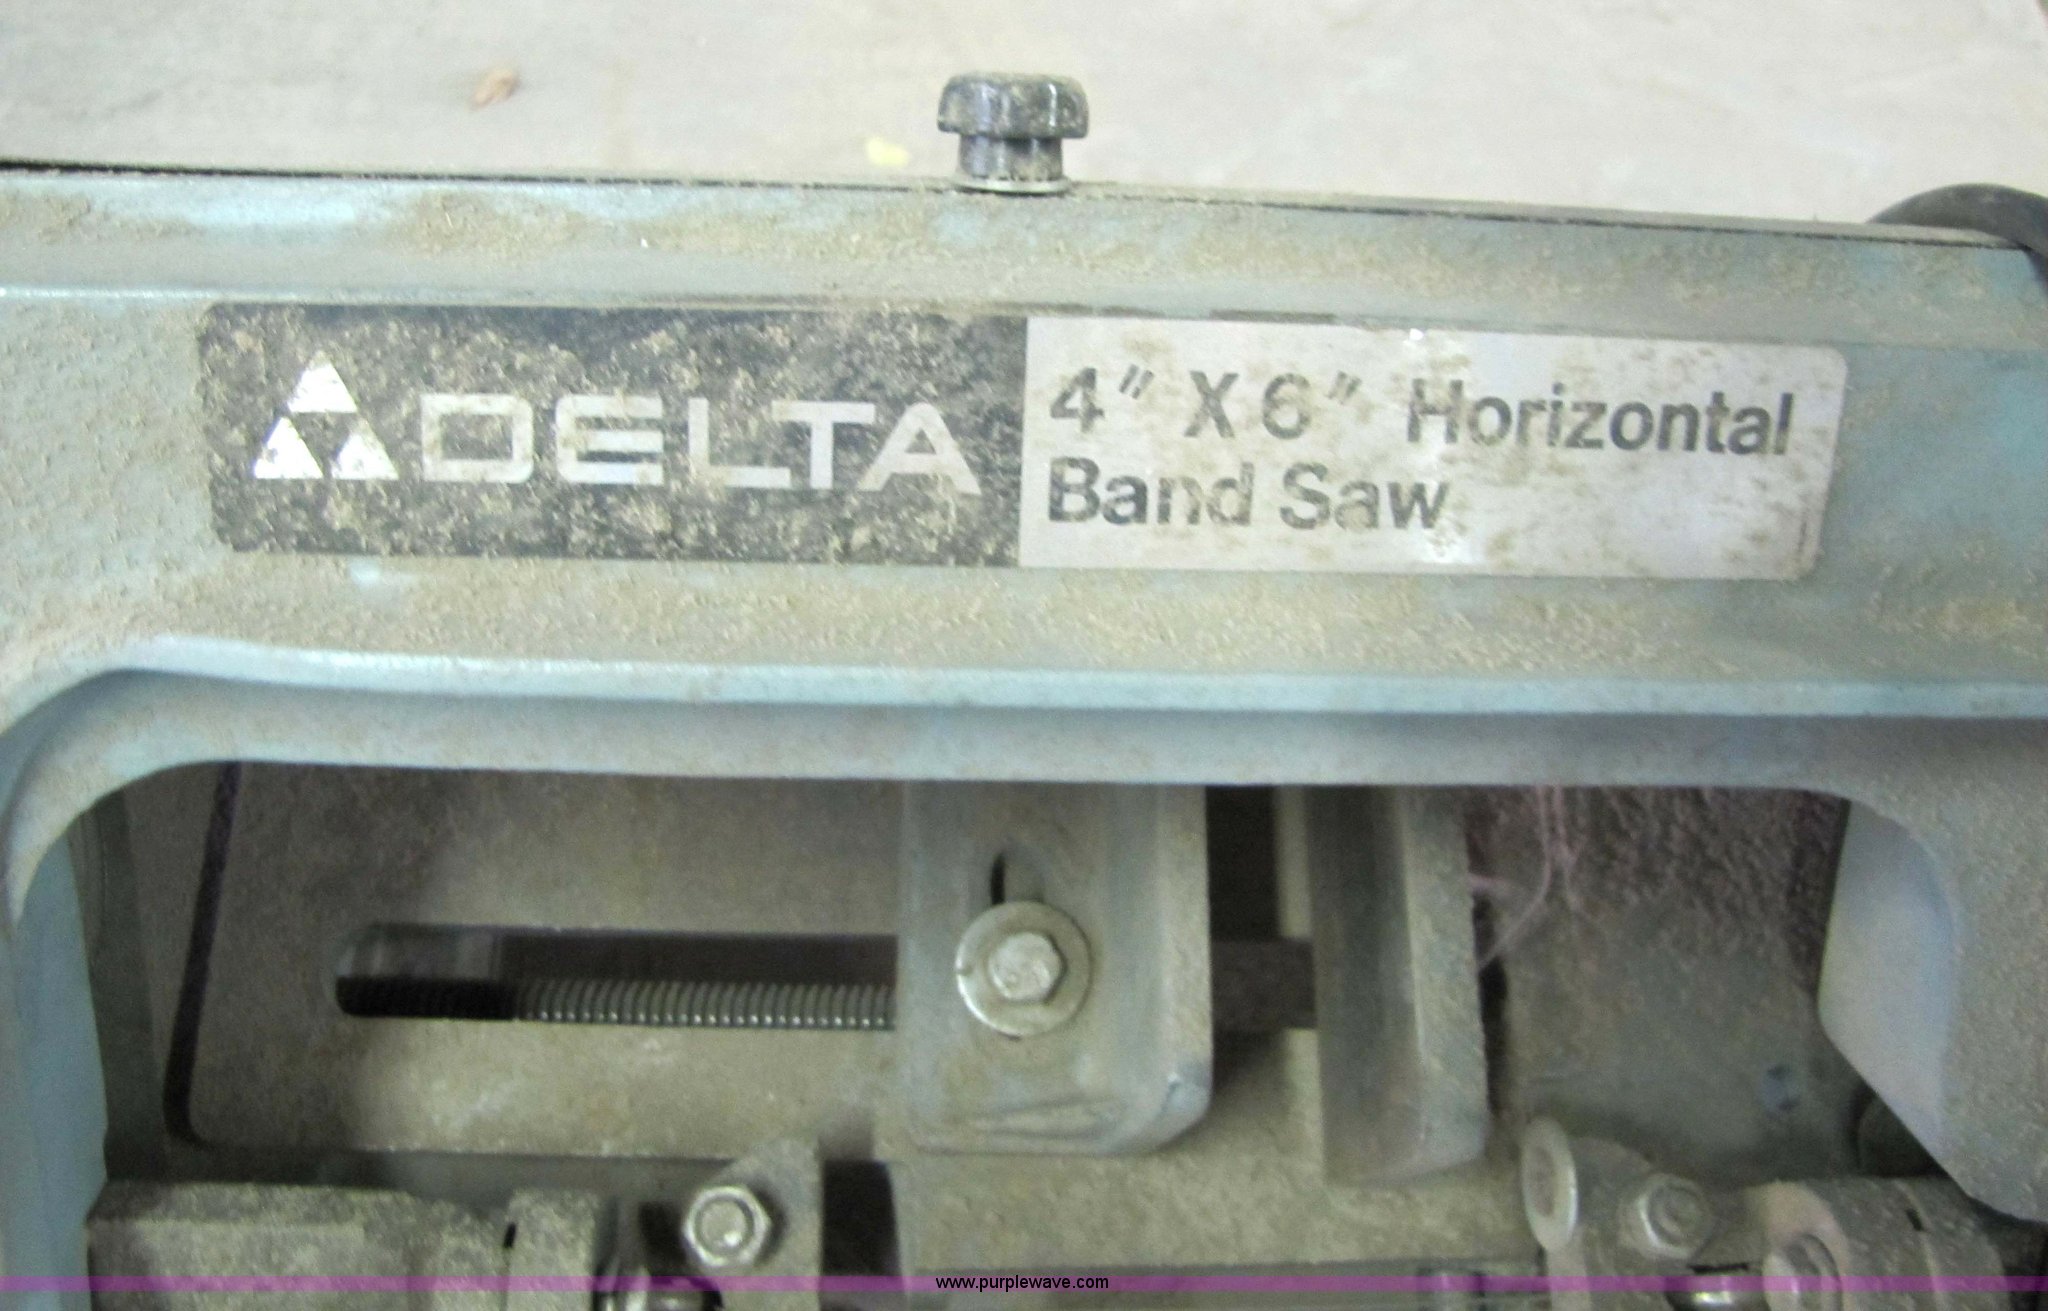 DELTA
4" X 6" Horizontal
Band Saw
www.purplewave.com